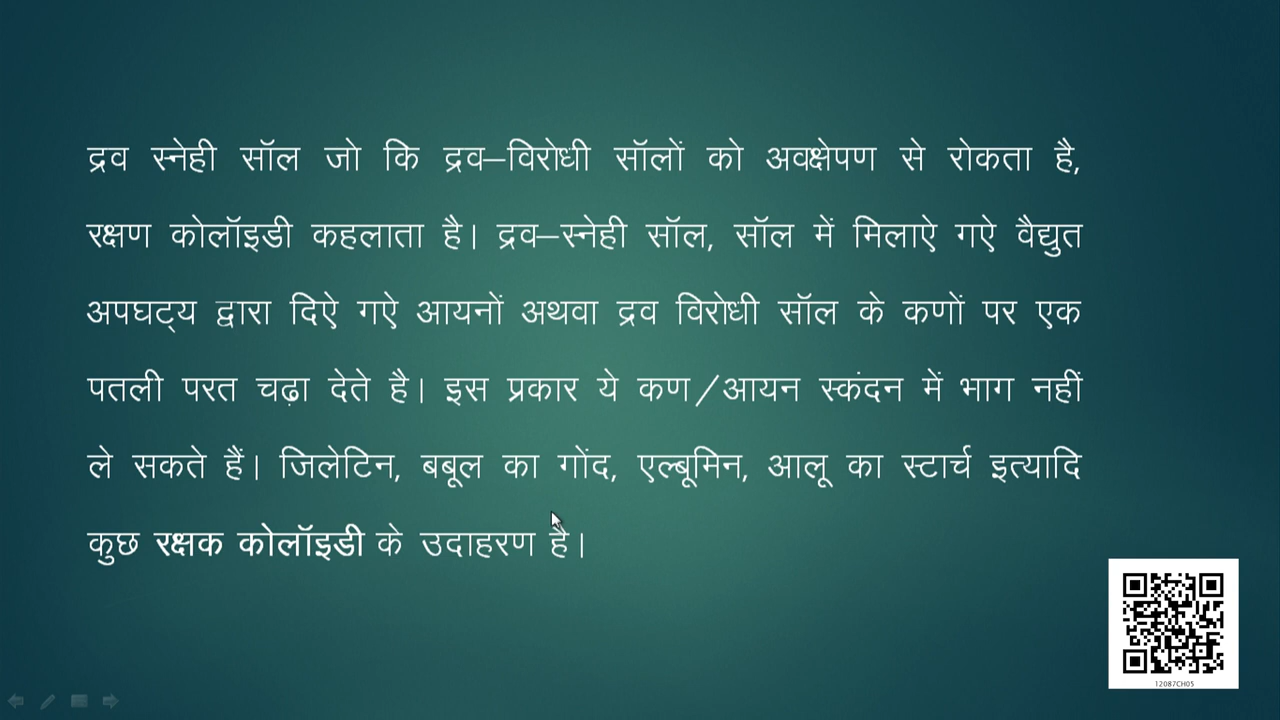 द्रव स्नेही सॉल जो कि द्रव–विरोधी सॉलों को अवक्षेपण से रोकता है,
रक्षण कोलॉइडी कहलाता है। द्रव–स्नेही सॉल, सॉल में मिलाऐ गऐ वैद्युत
अपघट्य द्वारा दिऐ गऐ आयनों अथवा द्रव विरोधी सॉल के कणों पर एक
पतली परत चढ़ा देते है। इस प्रकार ये कण/आयन स्कंदन में भाग नहीं
ले सकते हैं। जिलेटिन, बबूल का गोंद, एल्बूमिन, आलू का स्टार्च इत्यादि
कुछ रक्षक कोलॉइडी के उदाहरण है।
12087CH05